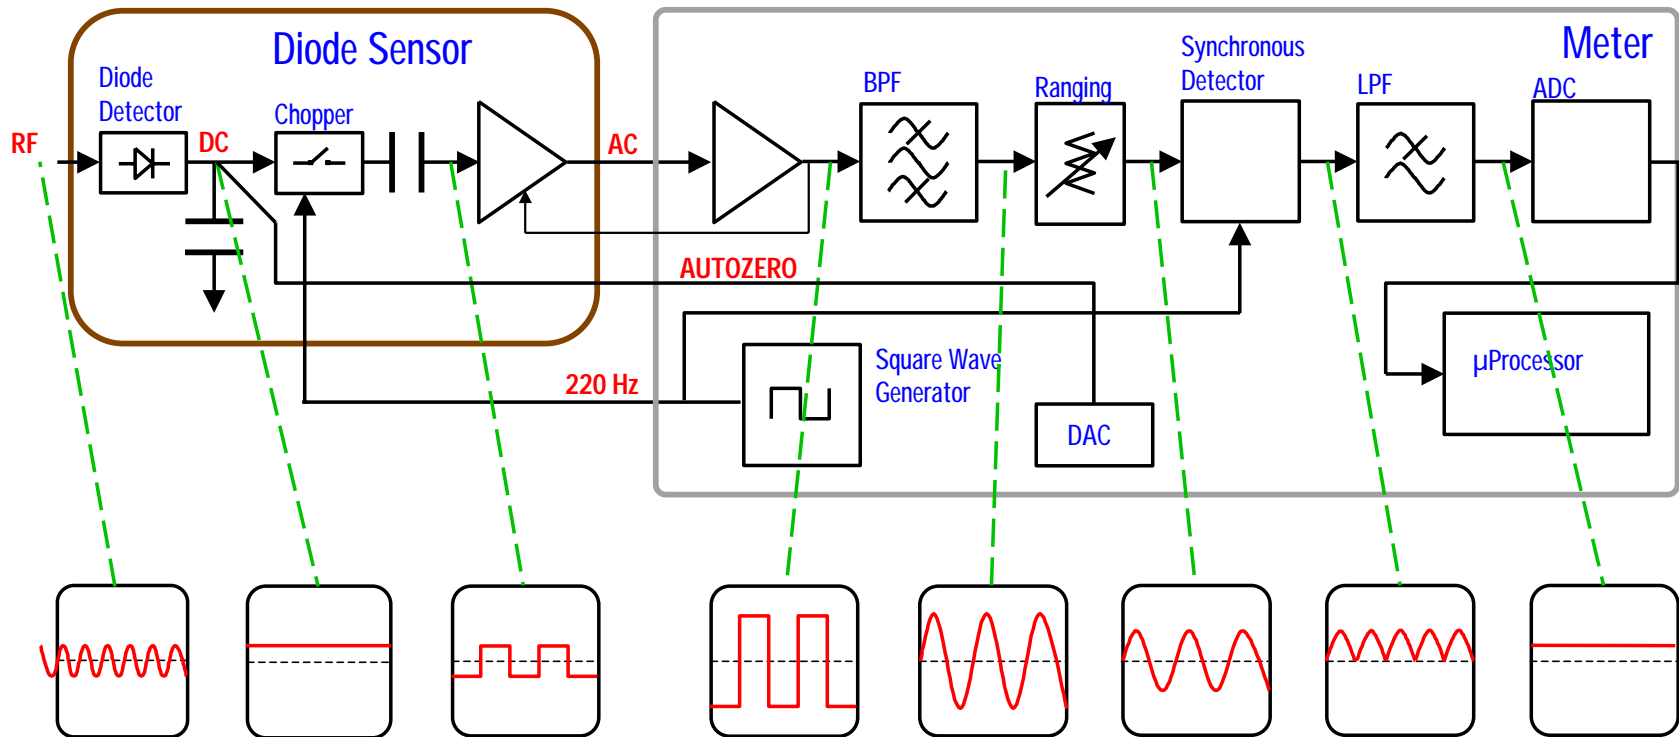 Diode Sensor
Meter
Diode
Detector
Chopper
RF
DC
AC
BPF
Ranging
Synchronous
Detector
LPF
ADC
AUTOZERO
220 Hz
Square Wave
Generator
DAC
µProcessor